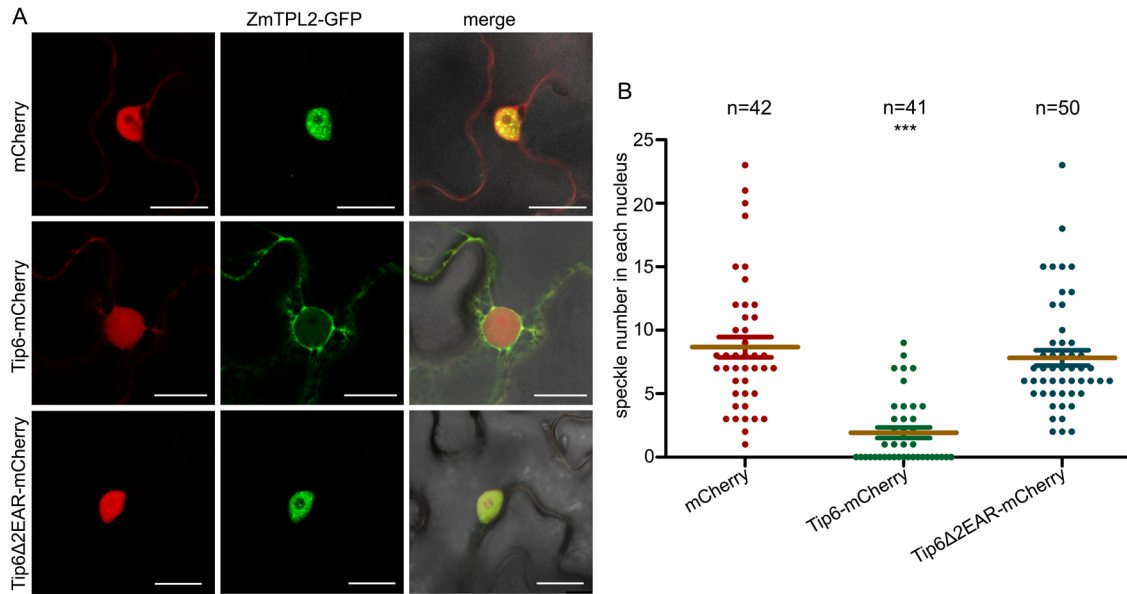 A
ZmTPL2-GFP
merge
mCherry
Tip6-mCherry
Tip6Δ2EAR-mCherry
B
n=42
n=41
n=50
***
speckle number in each nucleus
25
20
15
10
5
0
mCherry
Tip6-mCherry
Tip6Δ2EAR-mCherry